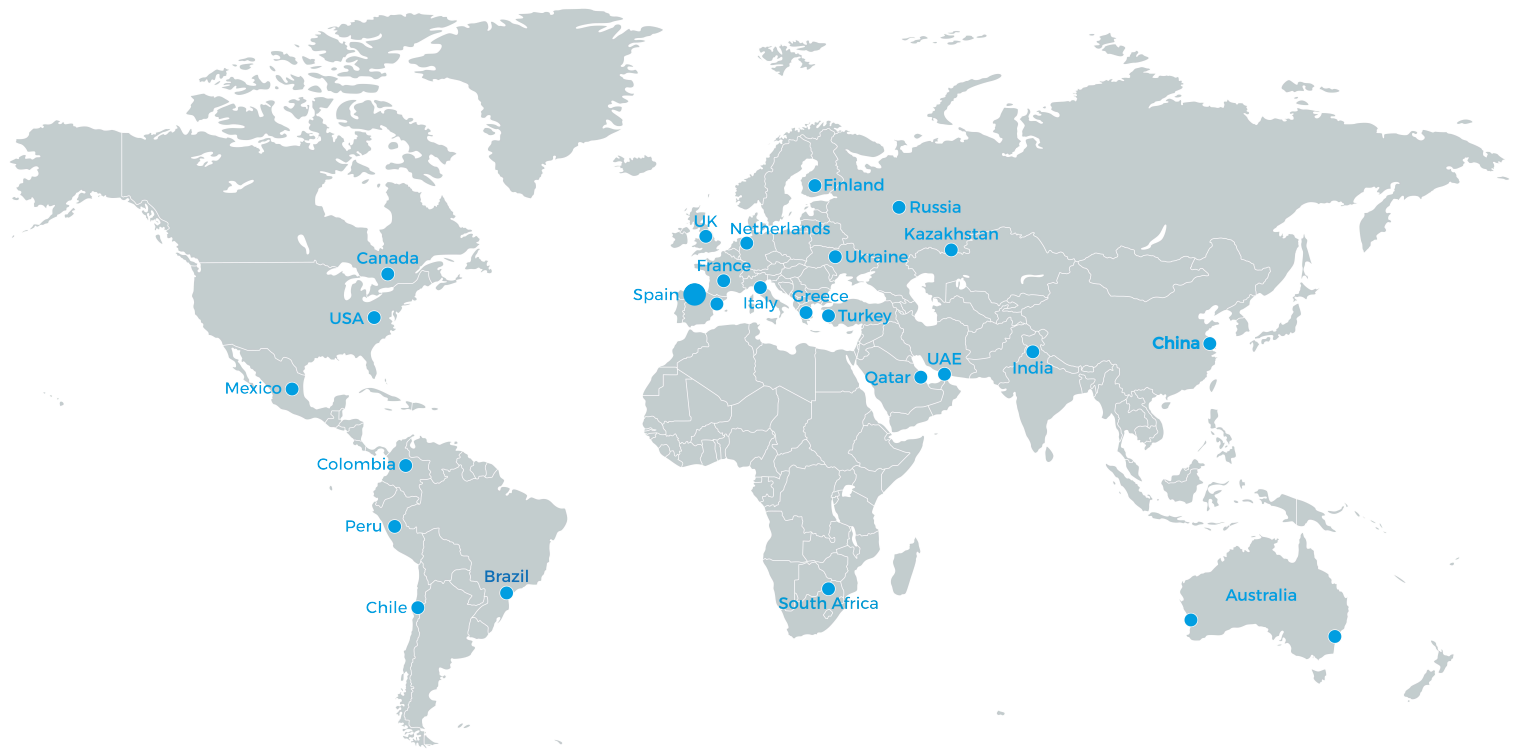 Finland
Russia
UK
Netherlands
Kazakhstan
Canada
Ukraine
France
Spain
Italy
Greece
Turkey
USA
China
UAE
India
Qatar
Mexico
Colombia
Peru
Brazil
Australia
South Africa
Chile